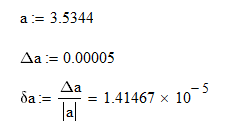 a := 3.5344
Δa := 0.00005
δa := Δa / |a| = 1.41467 × 10⁻⁵